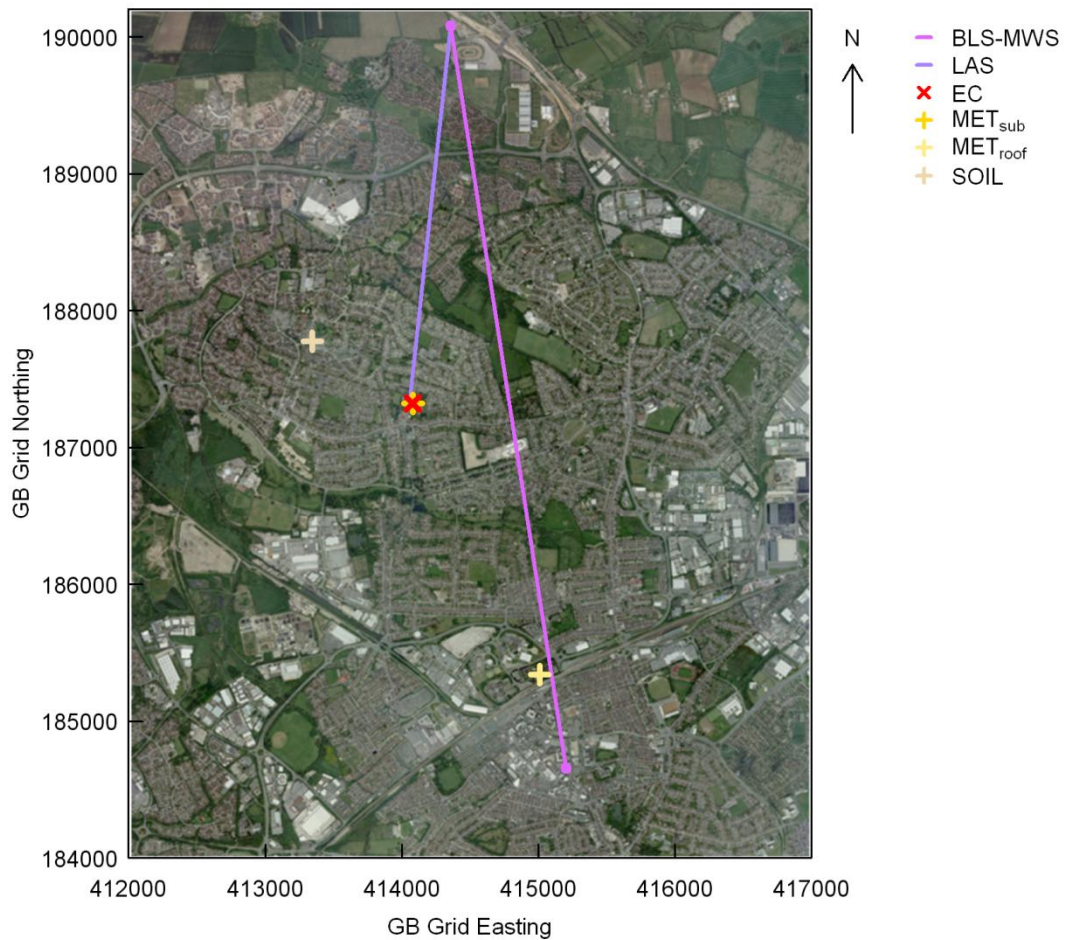 190000
189000
188000
187000
186000
185000
184000
GB Grid Northing
412000 413000 414000 415000 416000 417000
GB Grid Easting
N
BLS-MWS
LAS
EC
METsub
METroof
SOIL